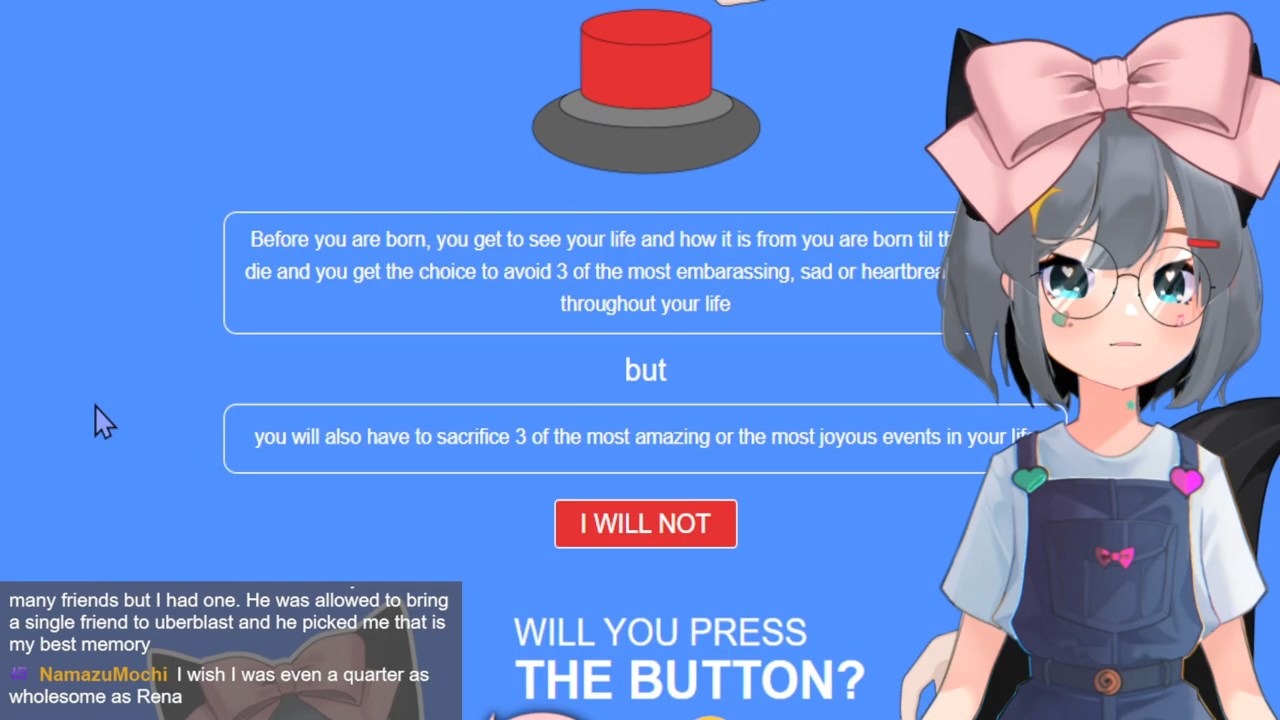 Before you are born, you get to see your life and how it is from you are born til
die and you get the choice to avoid 3 of the most embarassing, sad or
throughout your life
but
you will also have to sacrifice 3 of the most amazing or the most joyous events in your
I WILL NOT
WILL YOU PRESS
THE BUTTON?
many friends but I had one. He was allowed to bring
a single friend to uberblast and he picked me that is
my best memory
NamazuMochi I wish I was even a quarter as
wholesome as Rena